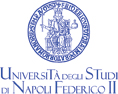 UNIVERSITÀ DEGLI STUDI
DI NAPOLI FEDERICO II